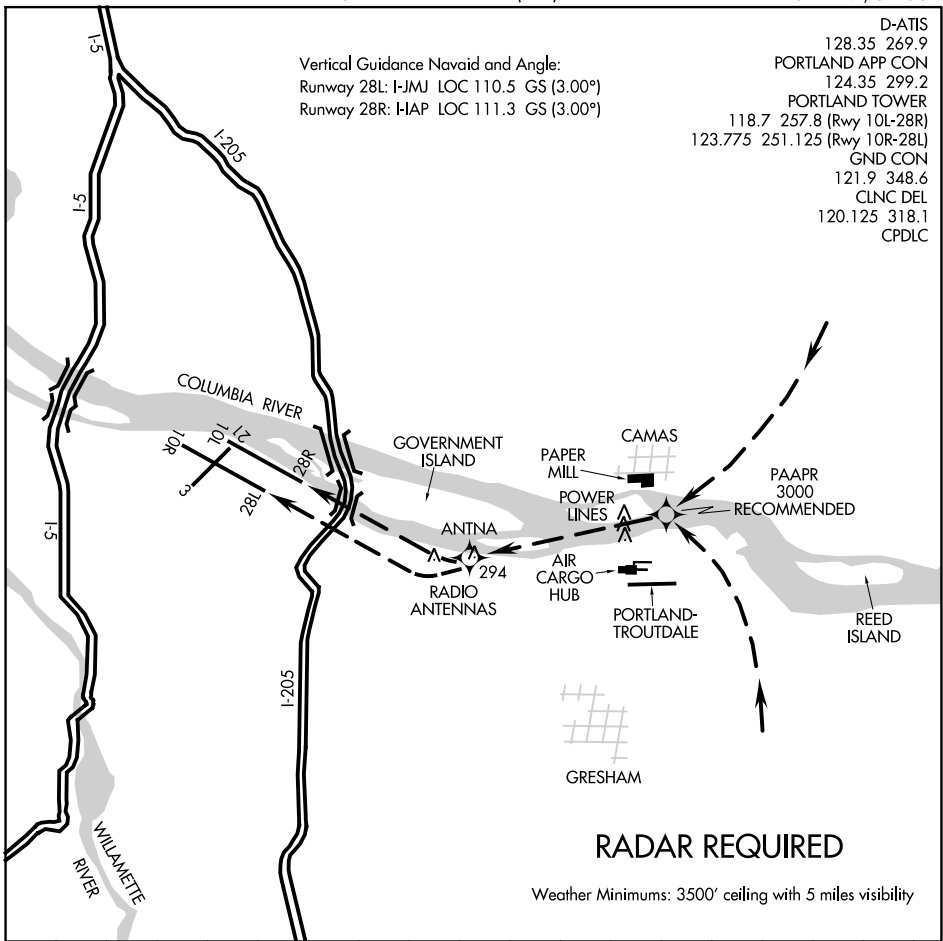 D-ATIS
128.35 269.9
PORTLAND APP CON
124.35 299.2
PORTLAND TOWER
118.7 257.8 (Rwy 10L-28R)
123.775 251.125 (Rwy 10R-28L)
GND CON
121.9 348.6
CLNC DEL
120.125 318.1
CPDLC
Vertical Guidance Navaid and Angle:
Runway 28L: I-JMJ LOC 110.5 GS (3.00°)
Runway 28R: I-IAP LOC 111.3 GS (3.00°)
I-5
I-205
I-5
COLUMBIA RIVER
10R
10L
21
3
28L
28R
GOVERNMENT
ISLAND
CAMAS
PAPER
MILL
POWER
LINES
PAAPR
3000
RECOMMENDED
ANTNA
294
RADIO
ANTENNAS
AIR
CARGO
HUB
PORTLAND-
TROUTDALE
REED
ISLAND
I-5
I-205
GRESHAM
WILLAMETTE
RIVER
RADAR REQUIRED
Weather Minimums: 3500' ceiling with 5 miles visibility